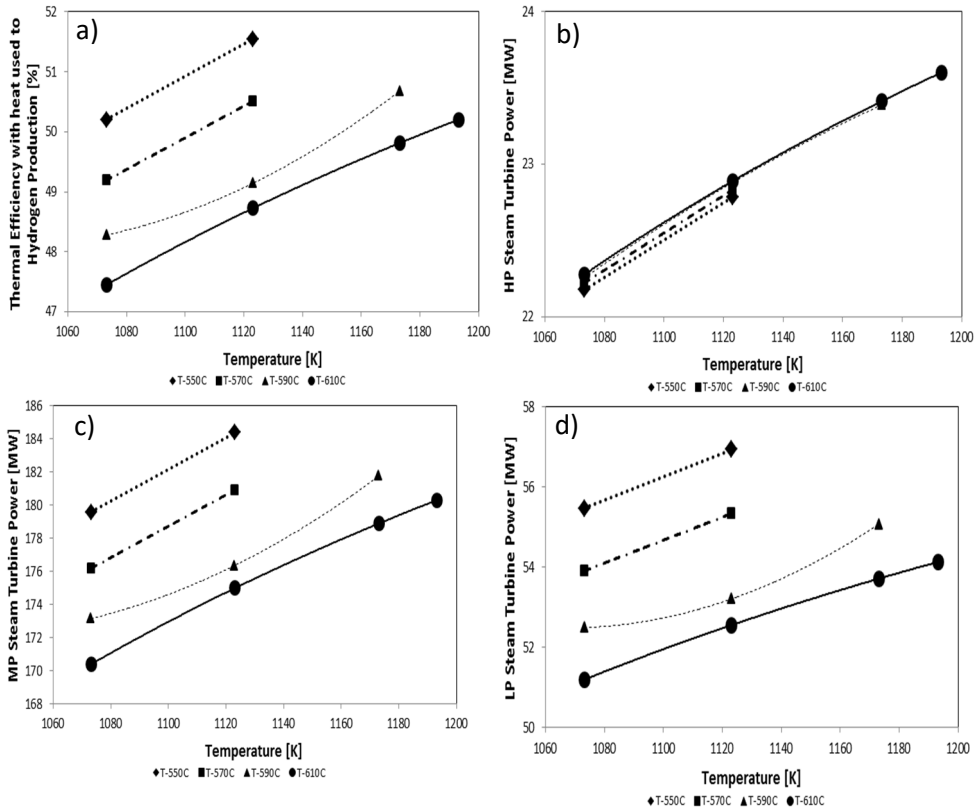 a)
Thermal Efficiency with heat used to
Hydrogen Production [%]
52
51
50
49
48
47
1060 1080 1100 1120 1140 1160 1180 1200
Temperature [K]
T-550C T-570C T-590C T-610C
b)
HP Steam Turbine Power [MW]
24
23
22
1060 1080 1100 1120 1140 1160 1180 1200
Temperature [K]
T-550C T-570C T-590C T-610C
c)
MP Steam Turbine Power [MW]
186
184
182
180
178
176
174
172
170
168
1060 1080 1100 1120 1140 1160 1180 1200
Temperature [K]
T-550C T-570C T-590C T-610C
d)
LP Steam Turbine Power [MW]
58
56
54
52
50
1060 1080 1100 1120 1140 1160 1180 1200
Temperature [K]
T-550C T-570C T-590C T-610C